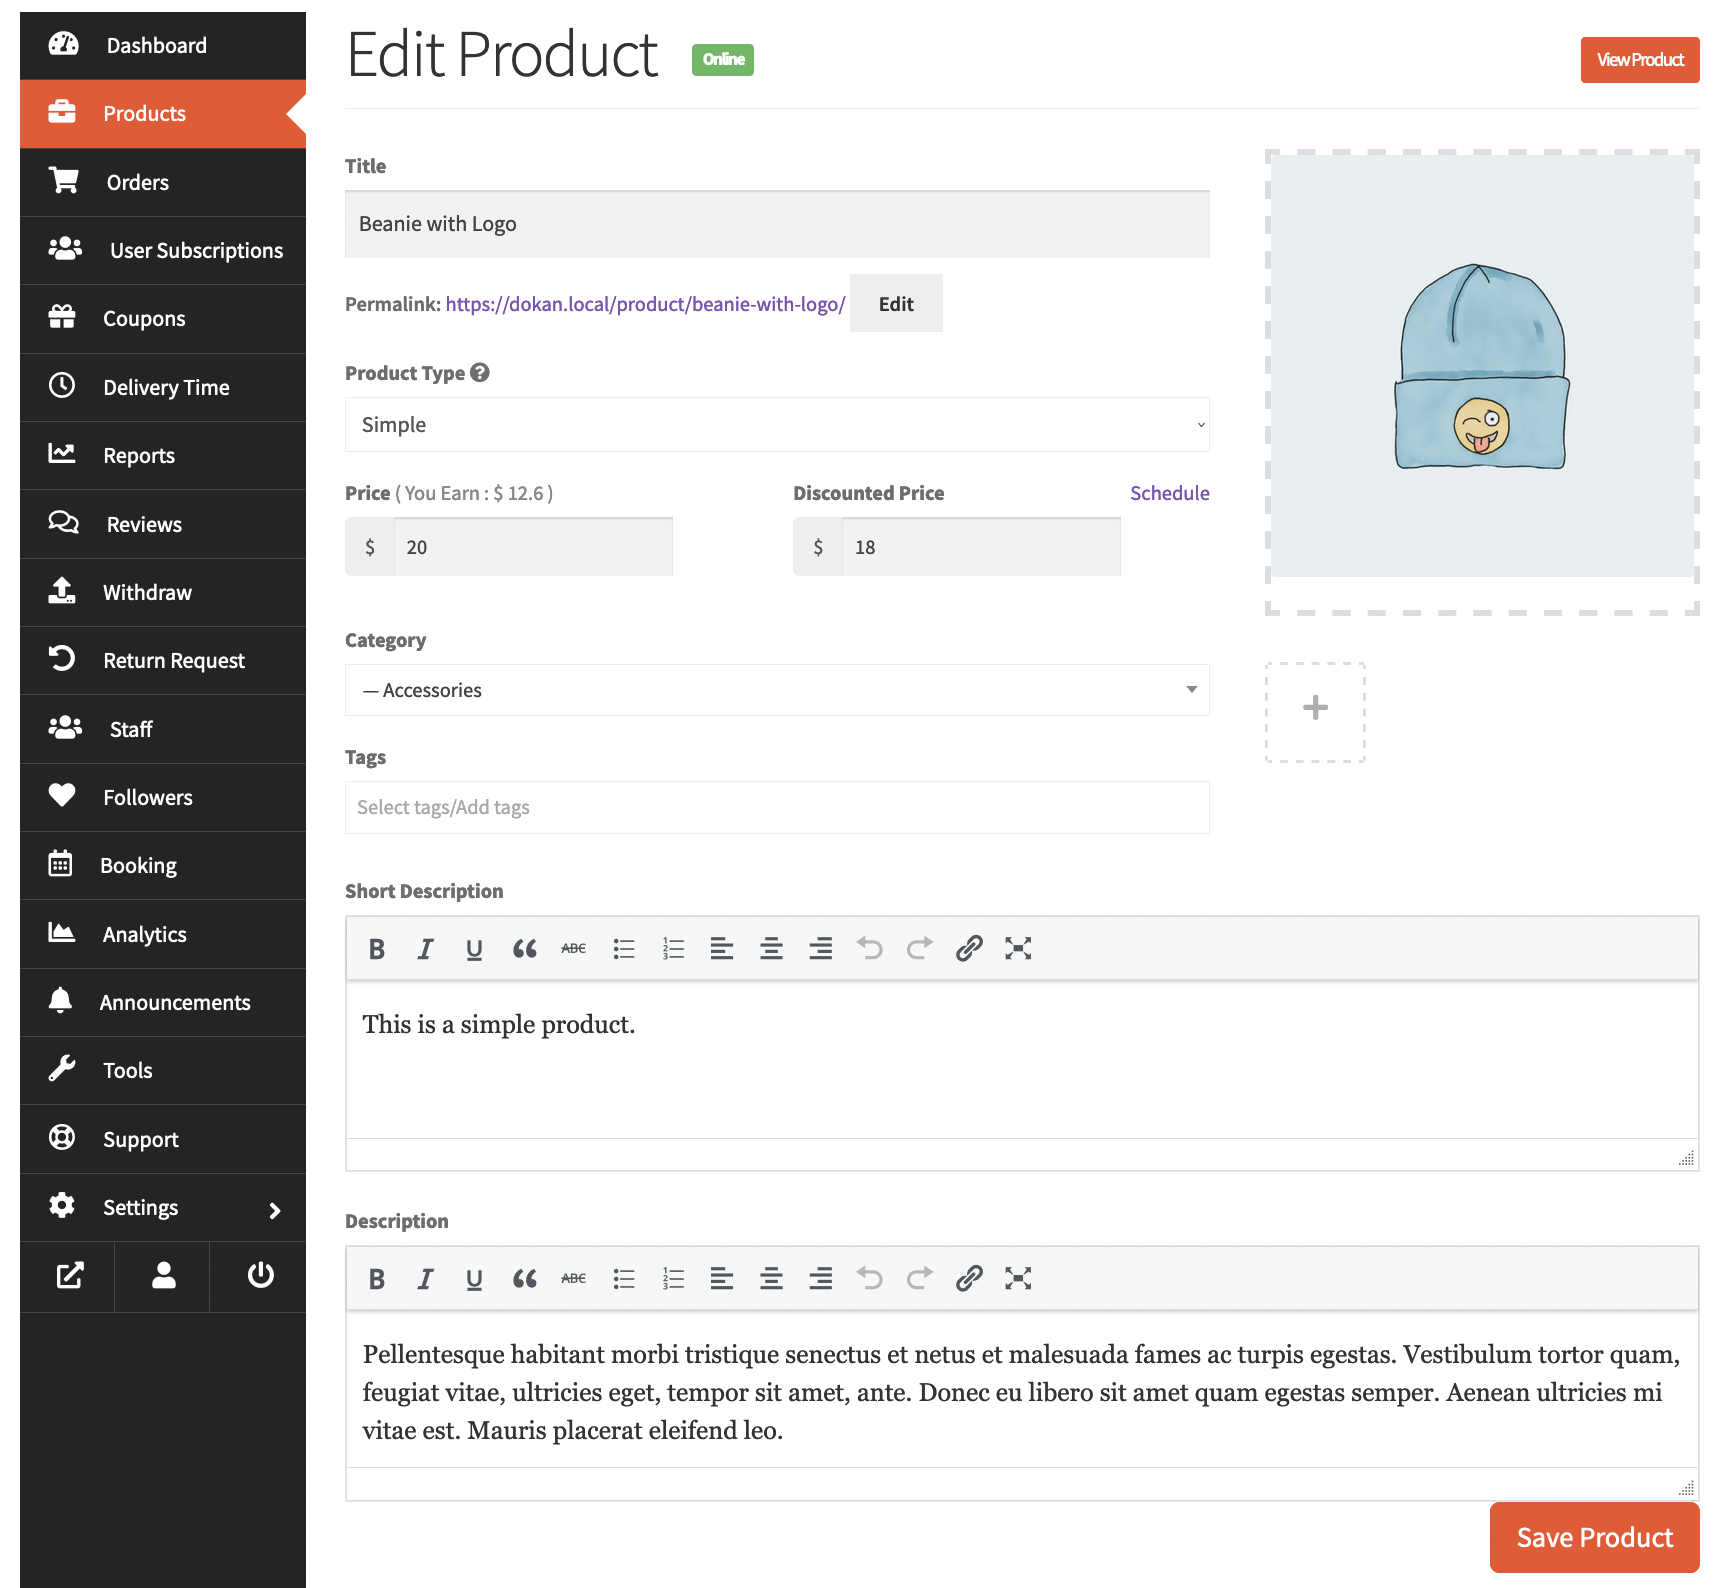 Dashboard
Products
Orders
User Subscriptions
Coupons
Delivery Time
Reports
Reviews
Withdraw
Return Request
Staff
Followers
Booking
Analytics
Announcements
Tools
Support
Settings
Edit Product
Online
View Product
Title
Beanie with Logo
Permalink: https://dokan.local/product/beanie-with-logo/ Edit
Product Type
Simple
Price ( You Earn : $ 12.6 )
$ 20
Discounted Price
Schedule
$ 18
Category
— Accessories
Tags
Select tags/Add tags
Short Description
B I U “ ABC
This is a simple product.
Description
B I U “ ABC
Pellentesque habitant morbi tristique senectus et netus et malesuada fames ac turpis egestas. Vestibulum tortor quam,
feugiat vitae, ultricies eget, tempor sit amet, ante. Donec eu libero sit amet quam egestas semper. Aenean ultricies mi
vitae est. Mauris placerat eleifend leo.
Save Product